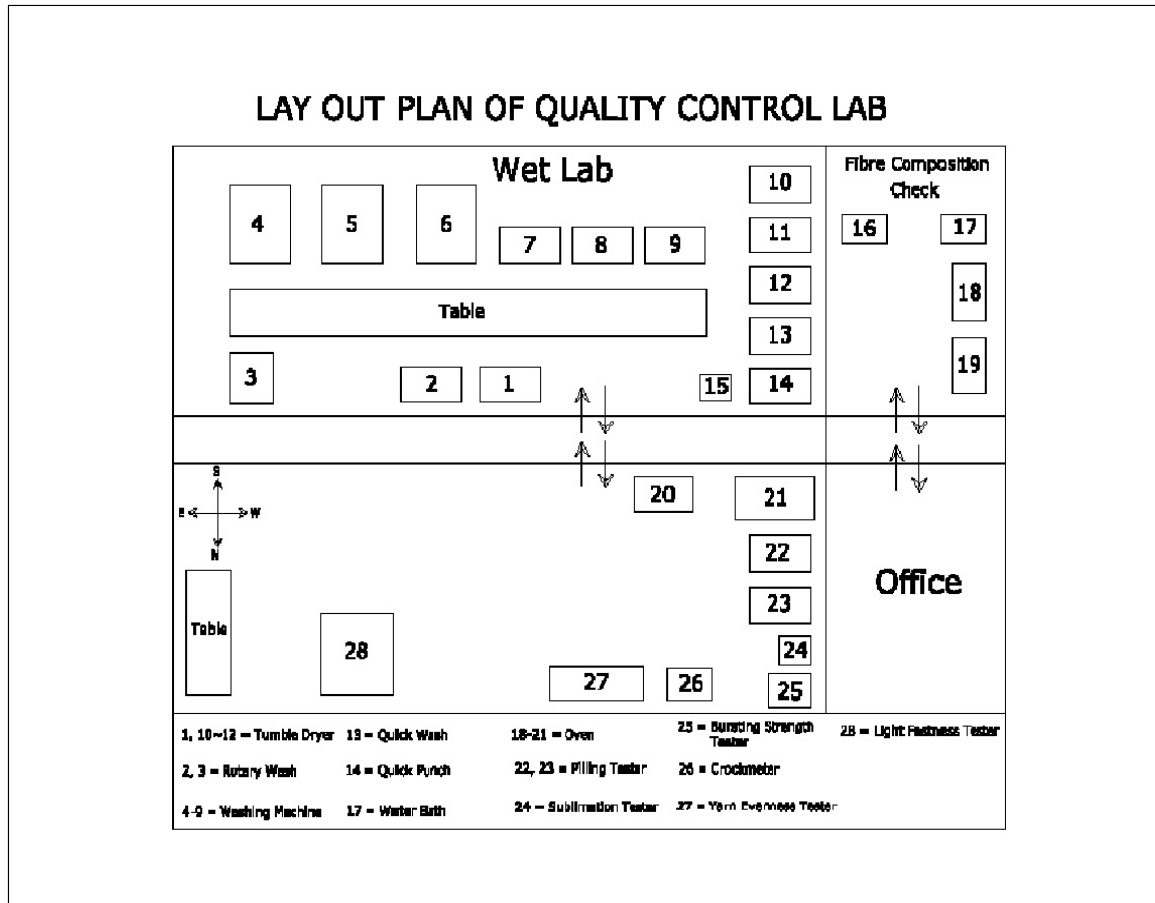 LAY OUT PLAN OF QUALITY CONTROL LAB
Wet Lab
Fibre Composition
Check
4
5
6
7
8
9
10
11
12
13
14
15
16
17
18
19
Table
3
2
1
S
E
W
N
20
21
22
23
24
25
26
27
28
Table
Office
1, 10~12 = Tumble Dryer
2, 3 = Rotary Wash
4-9 = Washing Machine
13 = Quick Wash
14 = Quick Punch
17 = Water Bath
18-21 = Oven
22, 23 = Pilling Tester
24 = Sublimation Tester
25 = Bursting Strength
Tester
26 = Crockmeter
27 = Yarn Evenness Tester
28 = Light Fastness Tester